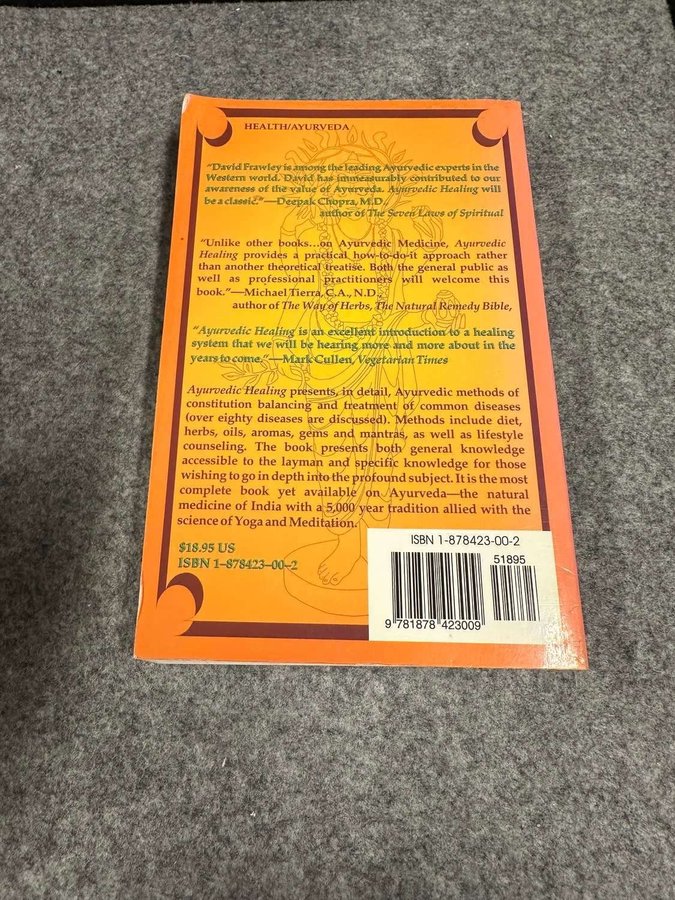 HEALTH/AYURVEDA
"David Frawley is among the leading Ayurvedic experts in the
Western world. David has immeasurably contributed to our
awareness of the value of Ayurveda. Ayurvedic Healing will
be a classic."—Deepak Chopra, M.D.
author of The Seven Laws of Spiritual
"Unlike other books...on Ayurvedic Medicine, Ayurvedic
Healing provides a practical how-to-do-it approach rather
than another theoretical treatise. Both the general public as
well as professional practitioners will welcome this
book."—Michael Tierra, C.A., N.D.,
author of The Way of Herbs, The Natural Remedy Bible,
"Ayurvedic Healing is an excellent introduction to a healing
system that we will be hearing more and more about in the
years to come."—Mark Cullen, Vegetarian Times
Ayurvedic Healing presents, in detail, Ayurvedic methods of
constitution balancing and treatment of common diseases
(over eighty diseases are discussed). Methods include diet,
herbs, oils, aromas, gems and mantras, as well as lifestyle
counseling. The book presents both general knowledge
accessible to the layman and specific knowledge for those
wishing to go in depth into the profound subject. It is the most
complete book yet available on Ayurveda—the natural
medicine of India with a 5,000 year tradition allied with the
science of Yoga and Meditation.
$18.95 US
ISBN 1-878423-00-2
ISBN 1-878423-00-2
51895
9 781878 423009